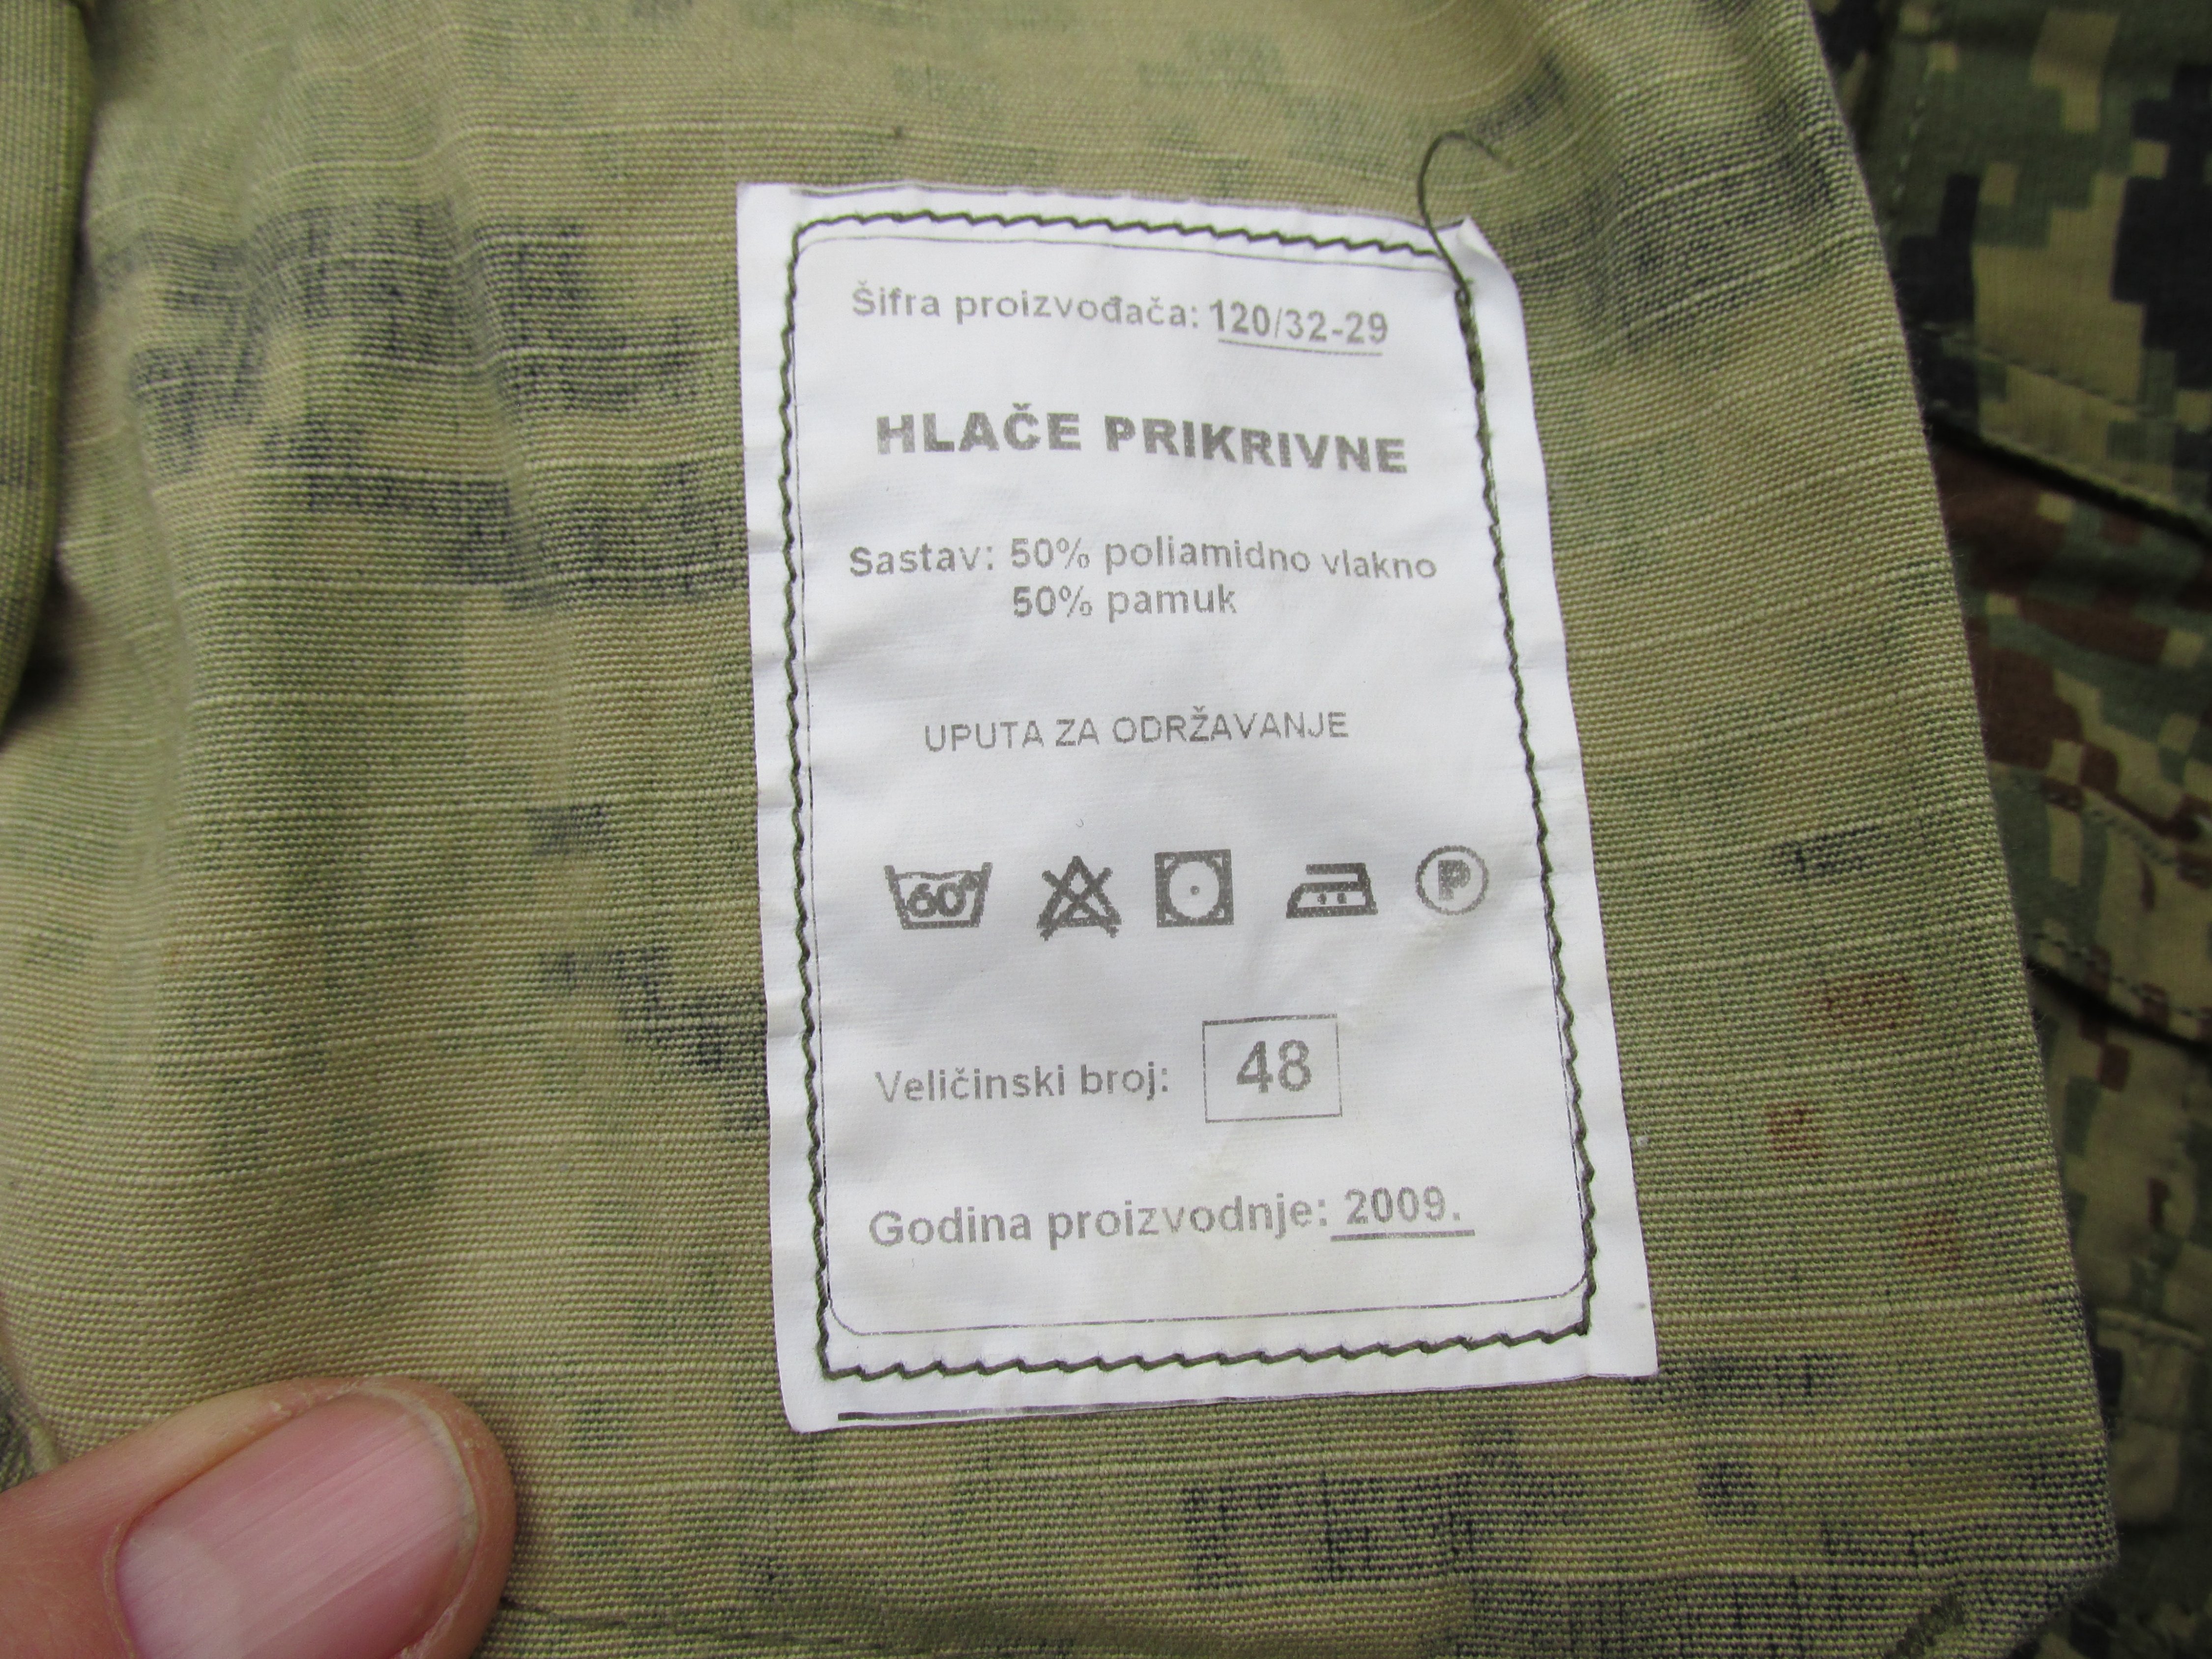 Šifra proizvođača: 120/32-29
HLAČE PRIKRIVNE
Sastav: 50% poliamidno vlakno
50% pamuk
UPUTA ZA ODRŽAVANJE
60° P
Veličinski broj: 48
Godina proizvodnje: 2009.